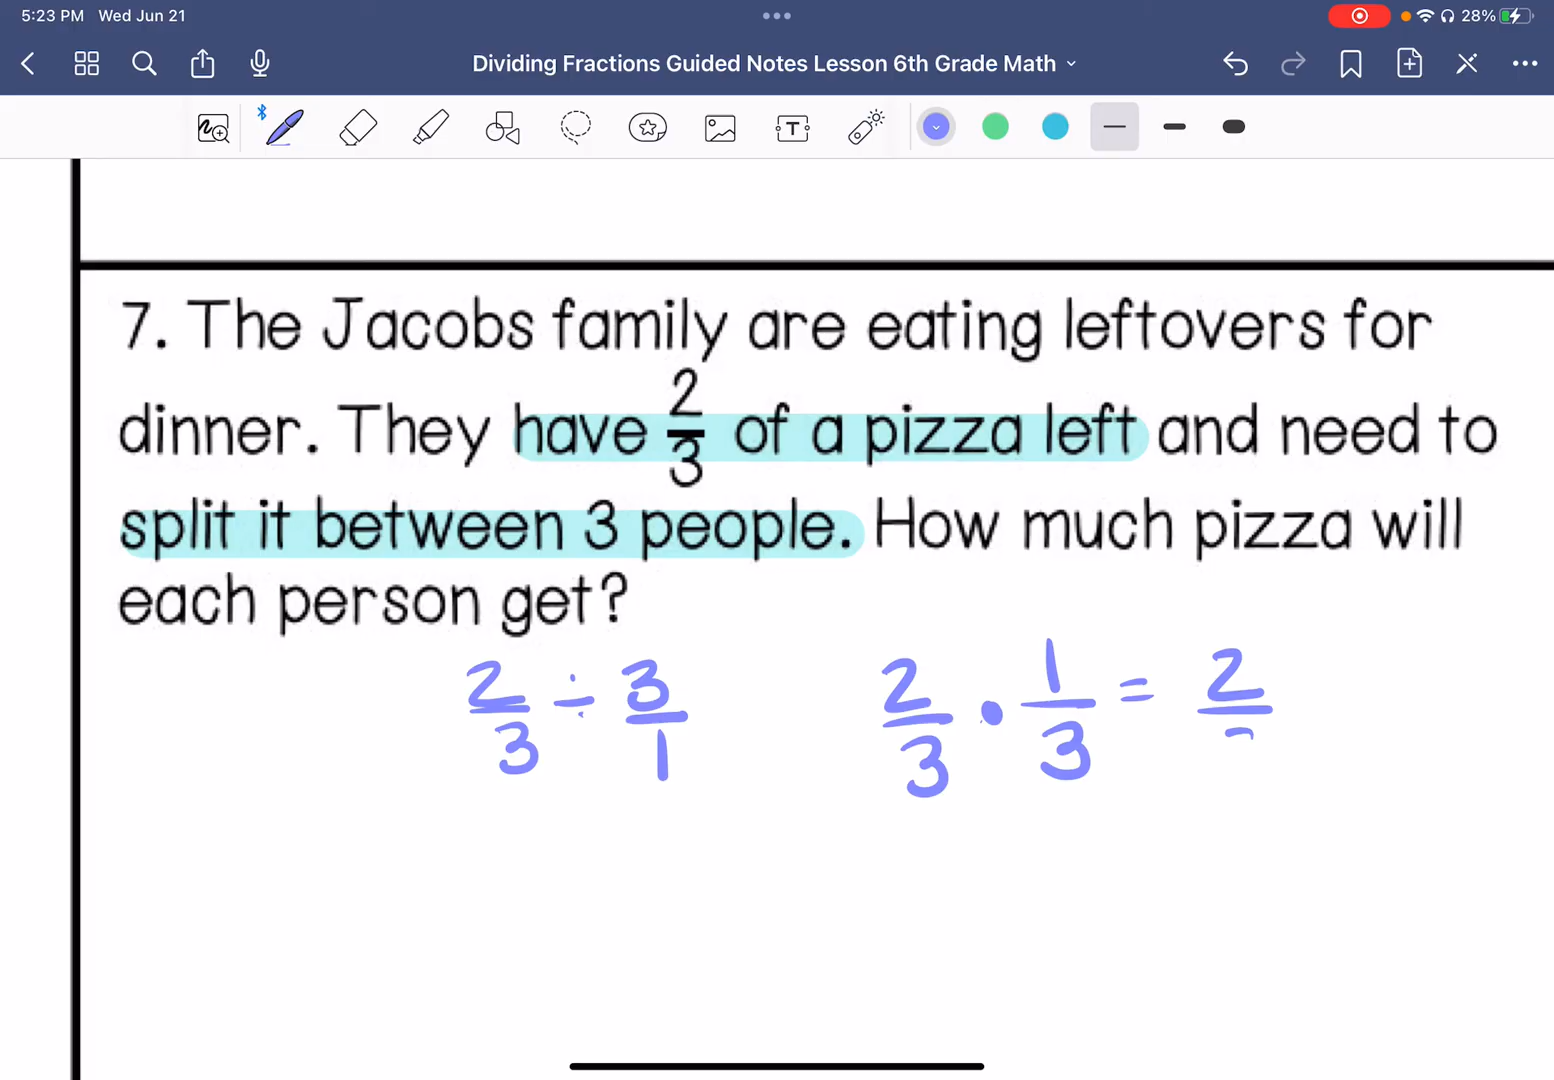 5:23 PM Wed Jun 21
28%
Dividing Fractions Guided Notes Lesson 6th Grade Math
T
7. The Jacobs family are eating leftovers for
dinner. They have 2/3 of a pizza left and need to
split it between 3 people. How much pizza will
each person get?
2/3 ÷ 3/1
2/3 • 1/3 = 2/